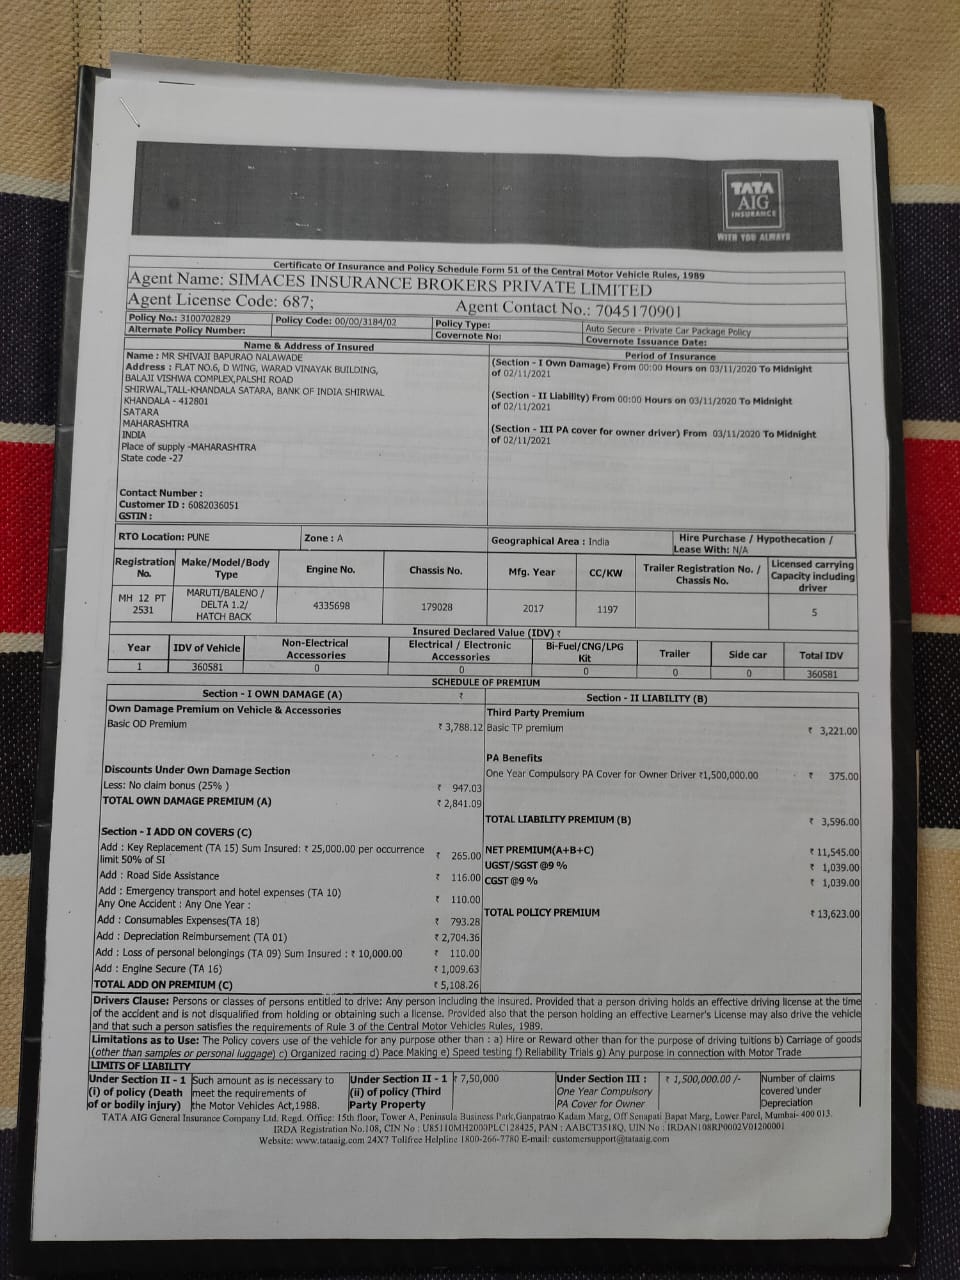 TATA
AIG
INSURANCE
WITH YOU ALWAYS
Certificate Of Insurance and Policy Schedule Form 51 of the Central Motor Vehicle Rules, 1989
Agent Name: SIMACES INSURANCE BROKERS PRIVATE LIMITED
Agent License Code: 687; Agent Contact No.: 7045170901
Policy No.: 3100702829 Policy Code: 00/00/3184/02 Policy Type: Auto Secure - Private Car Package Policy
Alternate Policy Number: Covernote No: Covernote Issuance Date:
Name & Address of Insured
Name : MR SHIVAJI BAPURAO NALAWADE
Address : FLAT NO.6, D WING, WARAD VINAYAK BUILDING,
BALAJI VISHWA COMPLEX,PALSHI ROAD
SHIRWAL,TALL-KHANDALA SATARA, BANK OF INDIA SHIRWAL
KHANDALA - 412801
SATARA
MAHARASHTRA
INDIA
Place of supply -MAHARASHTRA
State code -27
Contact Number :
Customer ID : 6082036051
GSTIN :
Period of Insurance
(Section - I Own Damage) From 00:00 Hours on 03/11/2020 To Midnight
of 02/11/2021
(Section - II Liability) From 00:00 Hours on 03/11/2020 To Midnight
of 02/11/2021
(Section - III PA cover for owner driver) From 03/11/2020 To Midnight
of 02/11/2021
RTO Location: PUNE Zone : A Geographical Area : India Hire Purchase / Hypothecation /
Lease With: N/A
Registration No. Make/Model/Body Type Engine No. Chassis No. Mfg. Year CC/KW Trailer Registration No. / Chassis No. Licensed carrying Capacity including driver
MH 12 PT 2531 MARUTI/BALENO / DELTA 1.2/ HATCH BACK 4335698 179028 2017 1197 5
Insured Declared Value (IDV) ₹
Year IDV of Vehicle Non-Electrical Accessories Electrical / Electronic Accessories Bi-Fuel/CNG/LPG Kit Trailer Side car Total IDV
1 360581 0 0 0 0 0 360581
SCHEDULE OF PREMIUM
Section - I OWN DAMAGE (A) ₹
Own Damage Premium on Vehicle & Accessories
Basic OD Premium ₹ 3,788.12
Discounts Under Own Damage Section
Less: No claim bonus (25% ) ₹ 947.03
TOTAL OWN DAMAGE PREMIUM (A) ₹ 2,841.09
Section - I ADD ON COVERS (C)
Add : Key Replacement (TA 15) Sum Insured: ₹ 25,000.00 per occurrence
limit 50% of SI ₹ 265.00
Add : Road Side Assistance ₹ 116.00
Add : Emergency transport and hotel expenses (TA 10)
Any One Accident : Any One Year : ₹ 110.00
Add : Consumables Expenses(TA 18) ₹ 793.28
Add : Depreciation Reimbursement (TA 01) ₹ 2,704.36
Add : Loss of personal belongings (TA 09) Sum Insured : ₹ 10,000.00 ₹ 110.00
Add : Engine Secure (TA 16) ₹ 1,009.63
TOTAL ADD ON PREMIUM (C) ₹ 5,108.26
Section - II LIABILITY (B)
Third Party Premium
Basic TP premium ₹ 3,221.00
PA Benefits
One Year Compulsory PA Cover for Owner Driver ₹1,500,000.00 ₹ 375.00
TOTAL LIABILITY PREMIUM (B) ₹ 3,596.00
NET PREMIUM(A+B+C) ₹ 11,545.00
UGST/SGST @9 % ₹ 1,039.00
CGST @9 % ₹ 1,039.00
TOTAL POLICY PREMIUM ₹ 13,623.00
Drivers Clause: Persons or classes of persons entitled to drive: Any person including the insured. Provided that a person driving holds an effective driving license at the time
of the accident and is not disqualified from holding or obtaining such a license. Provided also that the person holding an effective Learner's License may also drive the vehicle
and that such a person satisfies the requirements of Rule 3 of the Central Motor Vehicles Rules, 1989.
Limitations as to Use: The Policy covers use of the vehicle for any purpose other than : a) Hire or Reward other than for the purpose of driving tuitions b) Carriage of goods
(other than samples or personal luggage) c) Organized racing d) Pace Making e) Speed testing f) Reliability Trials g) Any purpose in connection with Motor Trade
LIMITS OF LIABILITY
Under Section II - 1 Such amount as is necessary to Under Section II - 1 ₹ 7,50,000 Under Section III : ₹ 1,500,000.00 /- Number of claims
(i) of policy (Death meet the requirements of (ii) of policy (Third One Year Compulsory covered under
of or bodily injury) the Motor Vehicles Act,1988. Party Property PA Cover for Owner Depreciation
TATA AIG General Insurance Company Ltd. Regd. Office: 15th floor, Tower A, Peninsula Business Park,Ganpatrao Kadam Marg, Off Senapati Bapat Marg, Lower Parel, Mumbai- 400 013.
IRDA Registration No.108, CIN No : U85110MH2000PLC128425, PAN : AABCT3518Q, UIN No : IRDAN108RP0002V01200001
Website: www.tataaig.com 24X7 Tollfree Helpline 1800-266-7780 E-mail: customersupport@tataaig.com